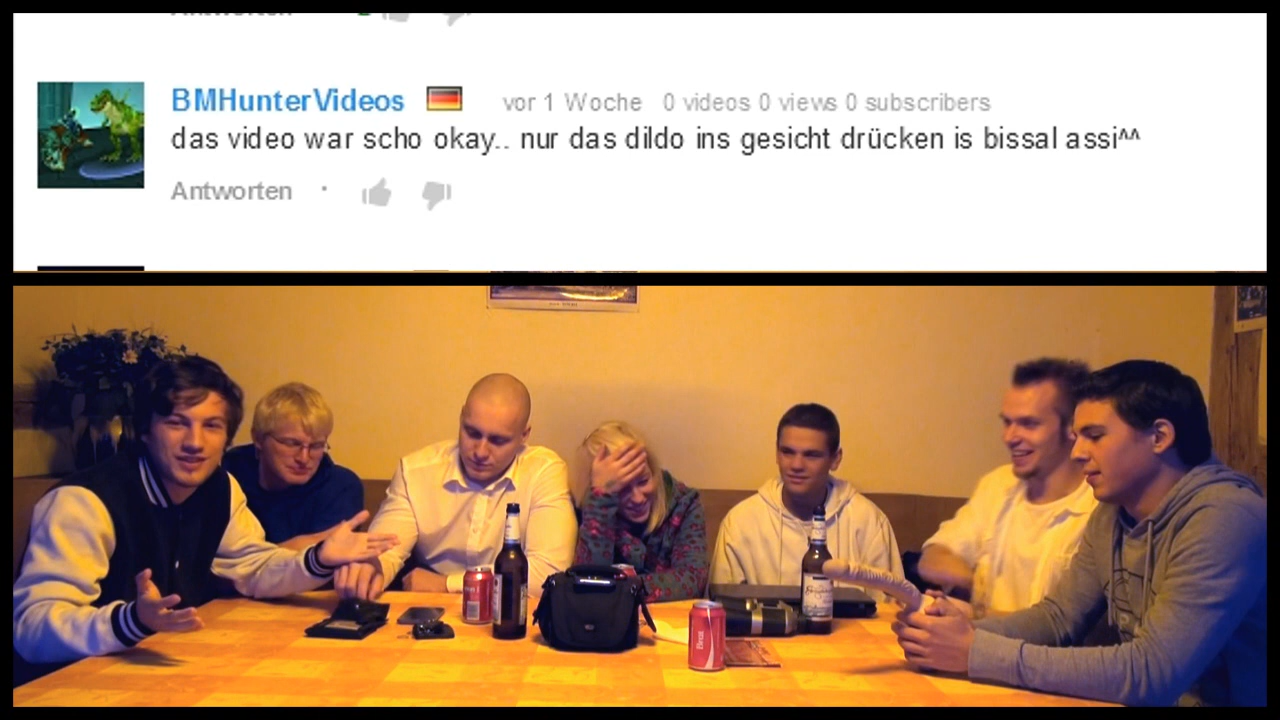 BMHunterVideos vor 1 Woche 0 videos 0 views 0 subscribers
das video war scho okay.. nur das dildo ins gesicht drücken is bissal assi^^
Antworten ·